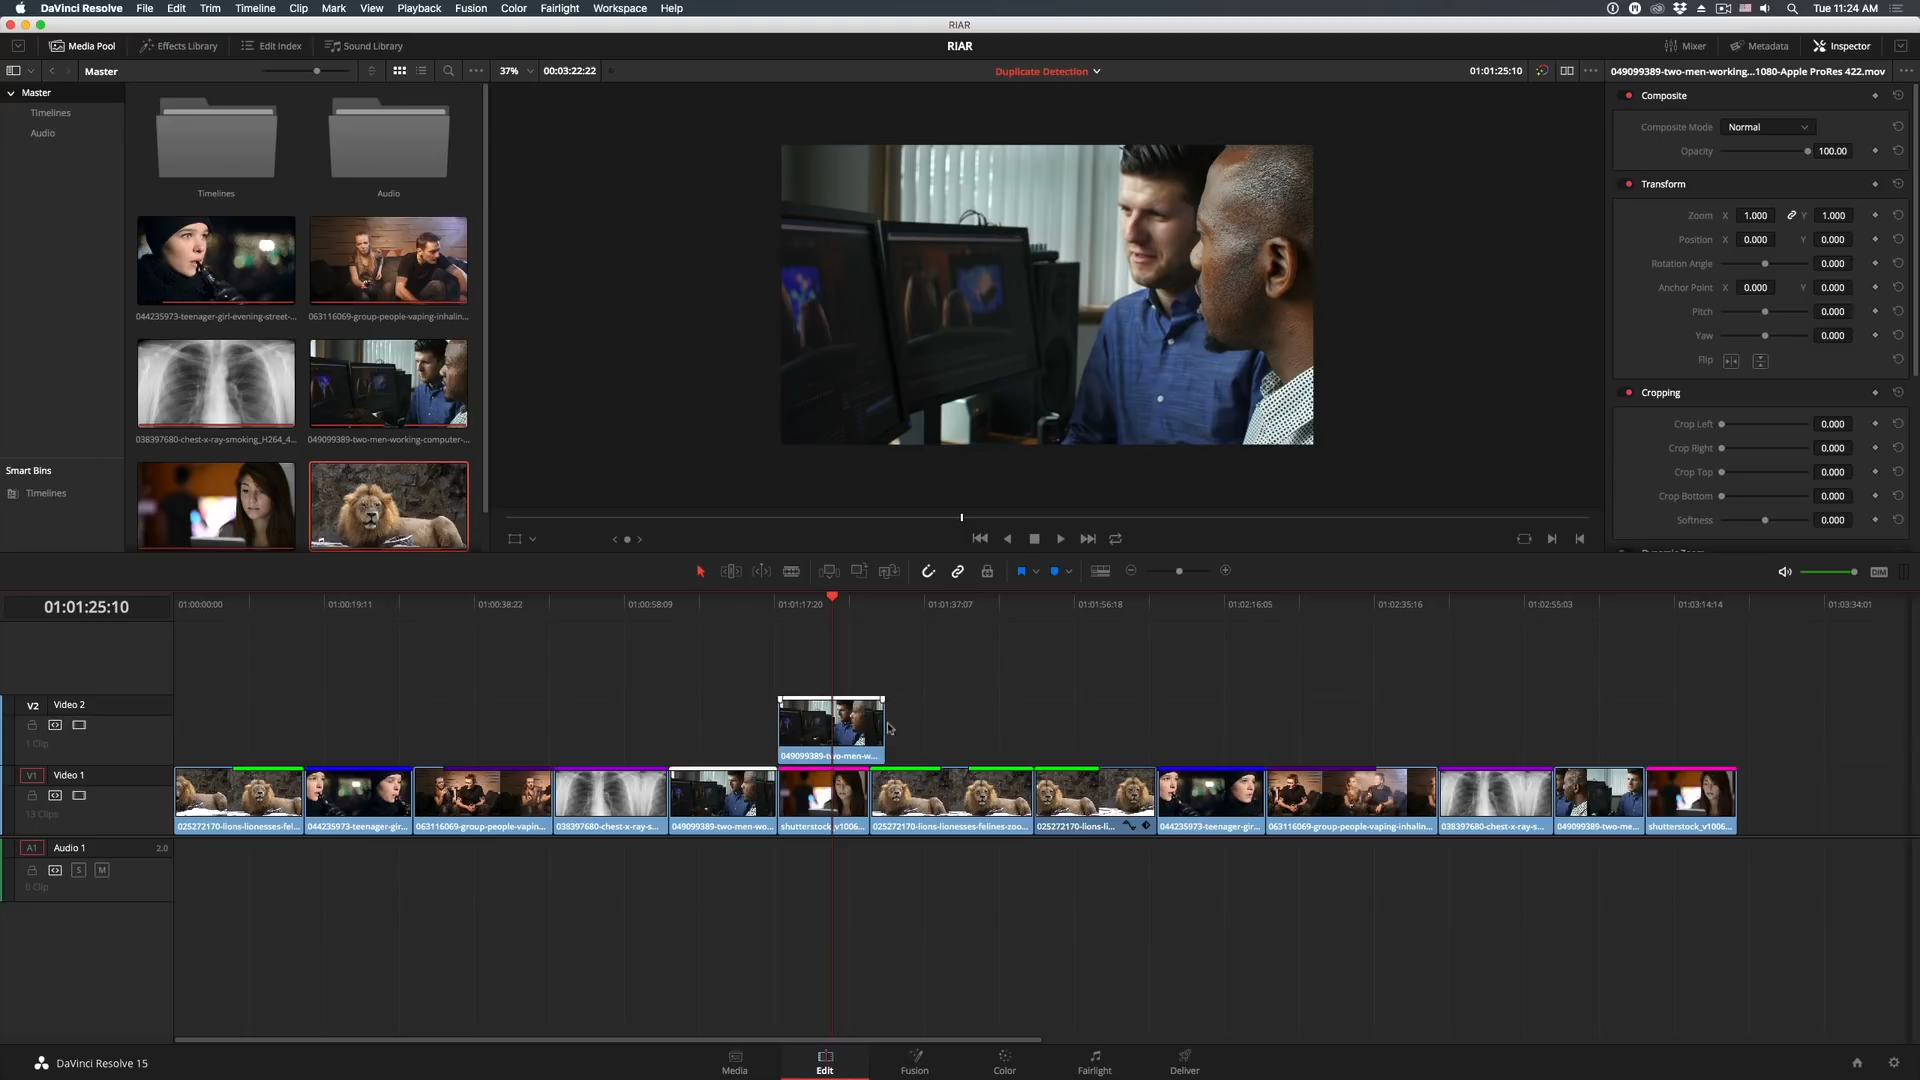 DaVinci Resolve File Edit Trim Timeline Clip Mark View Playback Fusion Color Fairlight Workspace Help Tue 11:24 AM
RIAR
Media Pool Effects Library Edit Index Sound Library RIAR Mixer Metadata Inspector
Master 37% 00:03:22:22 Duplicate Detection 01:01:25:10 049099389-two-men-working...1080-Apple ProRes 422.mov
Master
Timelines
Audio
Smart Bins
Timelines
Timelines Audio
044235973-teenager-girl-evening-street-... 063116069-group-people-vaping-inhalin...
038397680-chest-x-ray-smoking_H264_4... 049099389-two-men-working-computer-...
Composite
Composite Mode Normal
Opacity 100.00
Transform
Zoom X 1.000 Y 1.000
Position X 0.000 Y 0.000
Rotation Angle 0.000
Anchor Point X 0.000 Y 0.000
Pitch 0.000
Yaw 0.000
Flip
Cropping
Crop Left 0.000
Crop Right 0.000
Crop Top 0.000
Crop Bottom 0.000
Softness 0.000
DIM
01:01:25:10 01:00:00:00 01:00:19:11 01:00:38:22 01:00:58:09 01:01:17:20 01:01:37:07 01:01:56:18 01:02:16:05 01:02:35:16 01:02:55:03 01:03:14:14 01:03:34:01
V2 Video 2
1 Clip
049099389-two-men-w...
V1 Video 1
13 Clips
025272170-lions-lionesses-fel... 044235973-teenager-gir... 063116069-group-people-vapin... 038397680-chest-x-ray-s... 049099389-two-men-wo... shutterstock_v1006... 025272170-lions-lionesses-felines-zoo... 025272170-lions-li... 044235973-teenager-gir... 063116069-group-people-vaping-inhalin... 038397680-chest-x-ray-s... 049099389-two-me... shutterstock_v1006...
A1 Audio 1 2.0
S M
0 Clip
DaVinci Resolve 15 Media Edit Fusion Color Fairlight Deliver